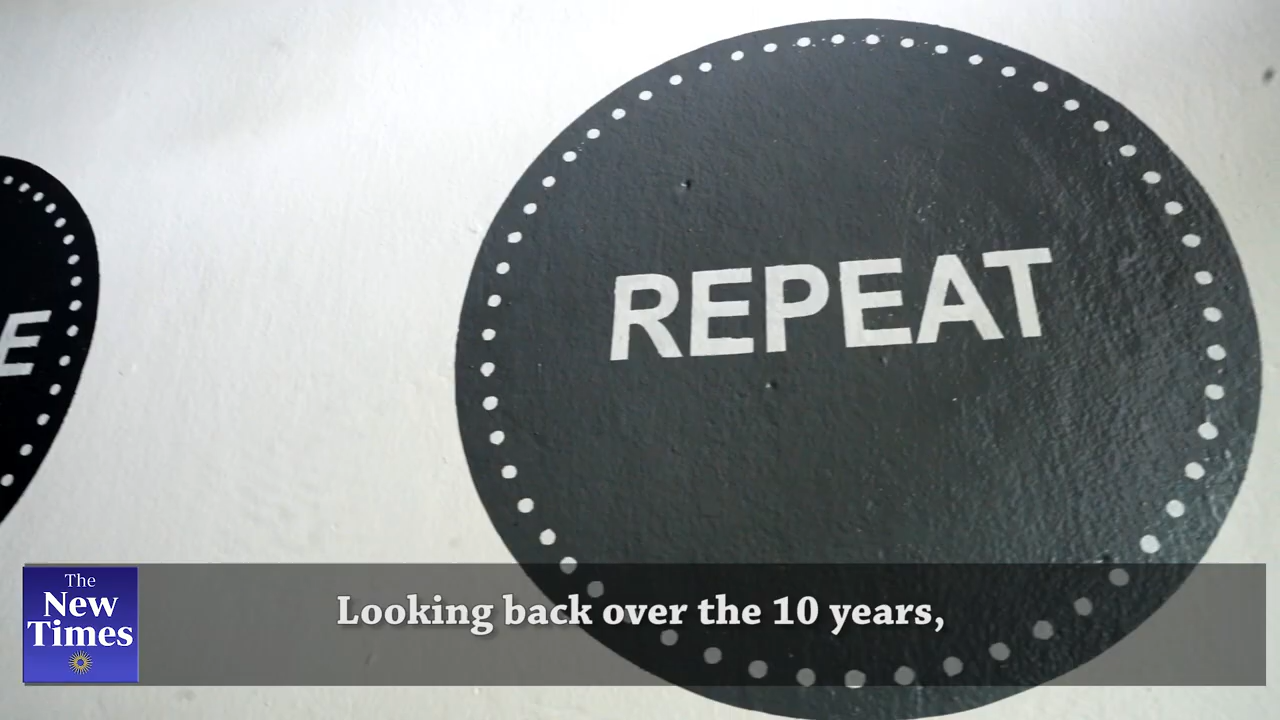 E
REPEAT
Looking back over the 10 years,
The
New
Times